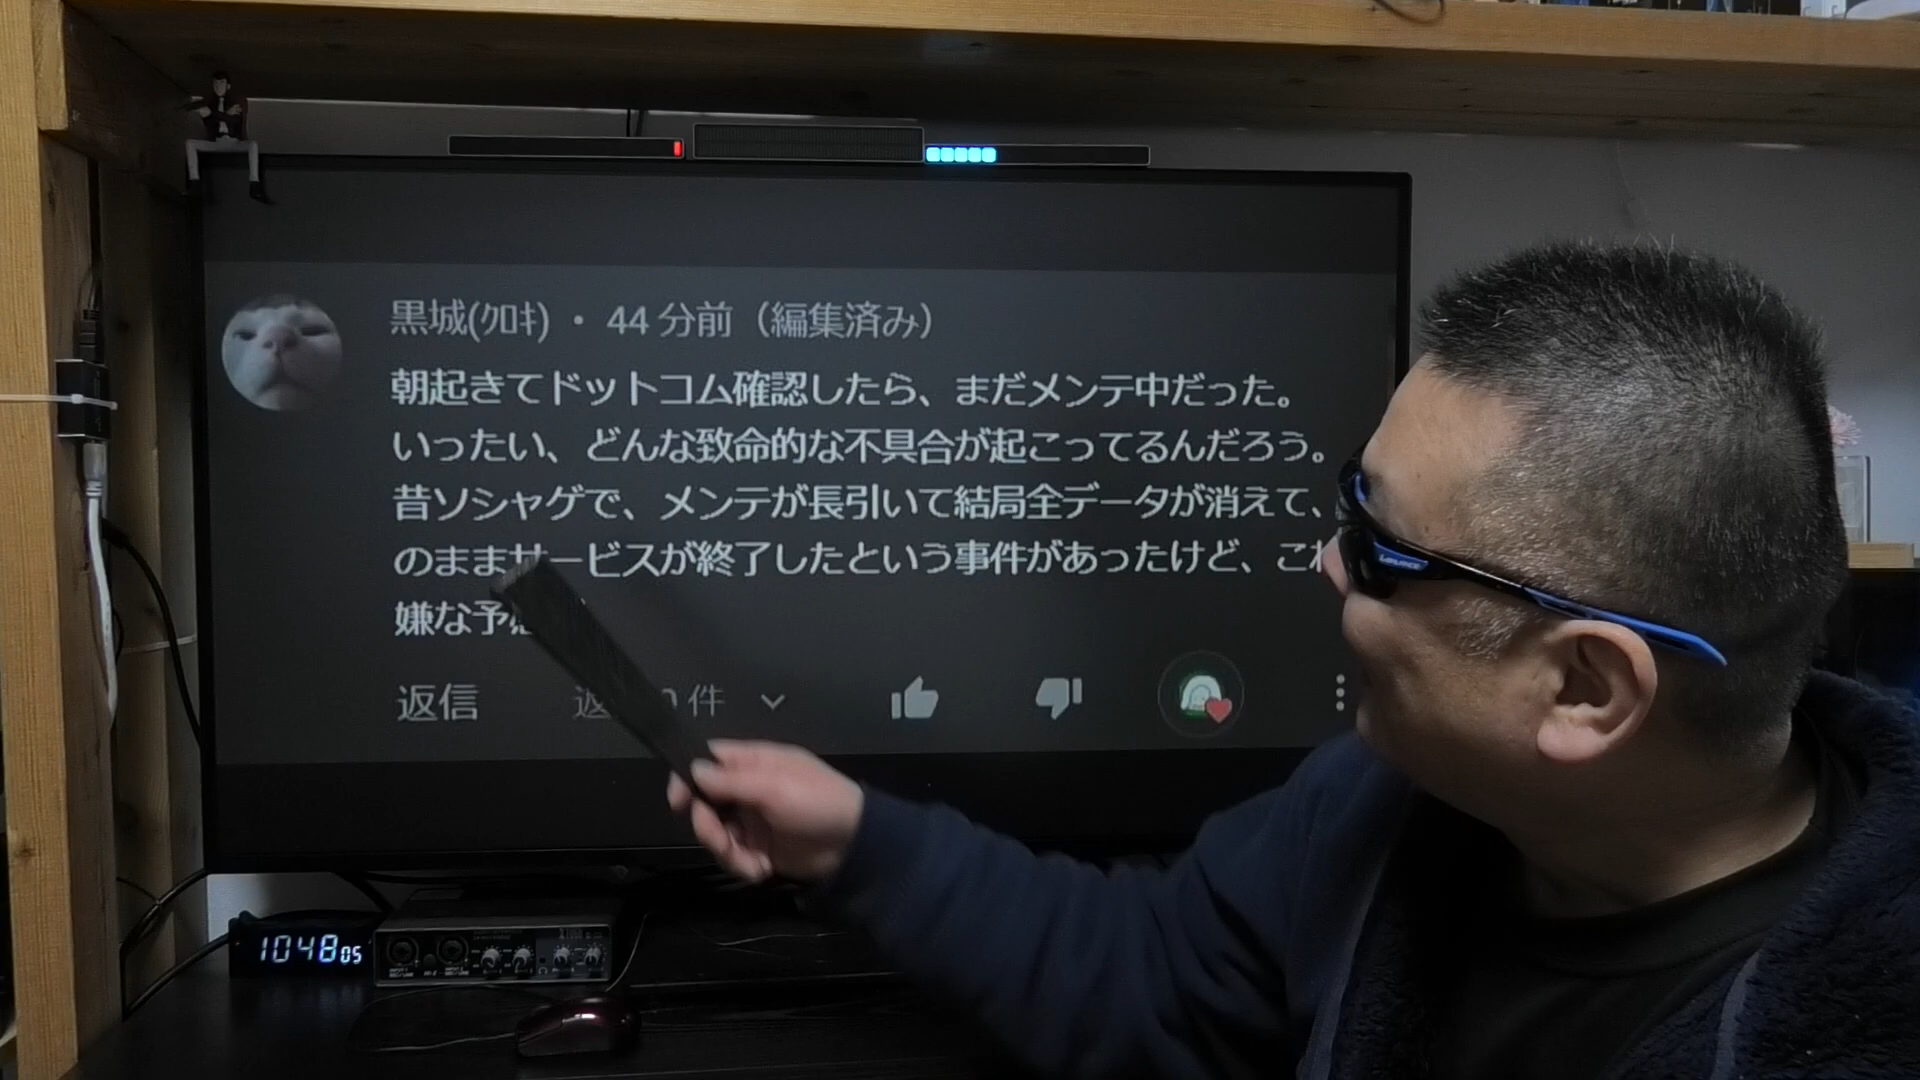 黒城(ｸﾛｷ) ・ 44 分前（編集済み）
朝起きてドットコム確認したら、まだメンテ中だった。
いったい、どんな致命的な不具合が起こってるんだろう。
昔ソシャゲで、メンテが長引いて結局全データが消えて、
のままサービスが終了したという事件があったけど、これ
嫌な予感
返信
返 0 件
1048 05